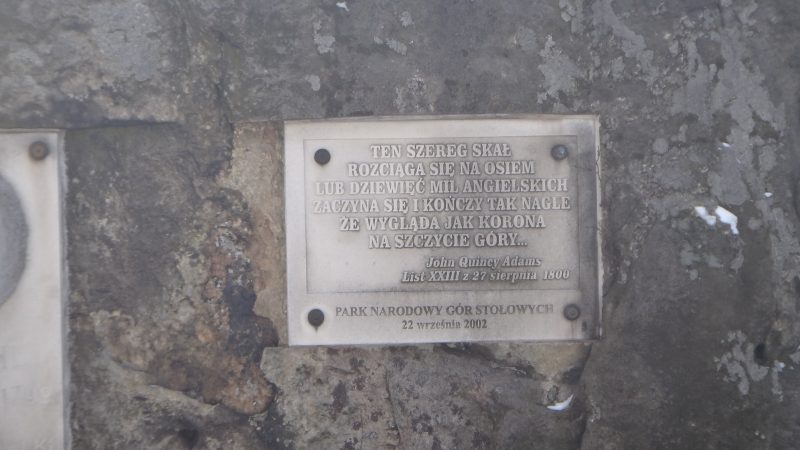 TEN SZEREG SKAŁ
ROZCIĄGA SIĘ NA OSIEM
LUB DZIEWIĘĆ MIL ANGIELSKICH
ZACZYNA SIĘ I KOŃCZY TAK NAGLE
ŻE WYGLĄDA JAK KORONA
NA SZCZYCIE GÓRY...
John Quincy Adams
List XXIII z 27 sierpnia 1800
PARK NARODOWY GÓR STOŁOWYCH
22 września 2002